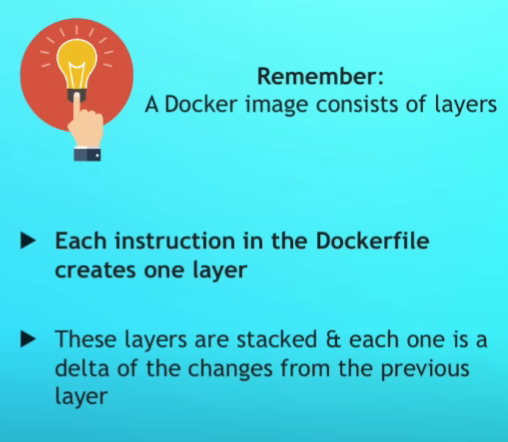 Remember:
A Docker image consists of layers
▶ Each instruction in the Dockerfile
creates one layer
▶ These layers are stacked & each one is a
delta of the changes from the previous
layer